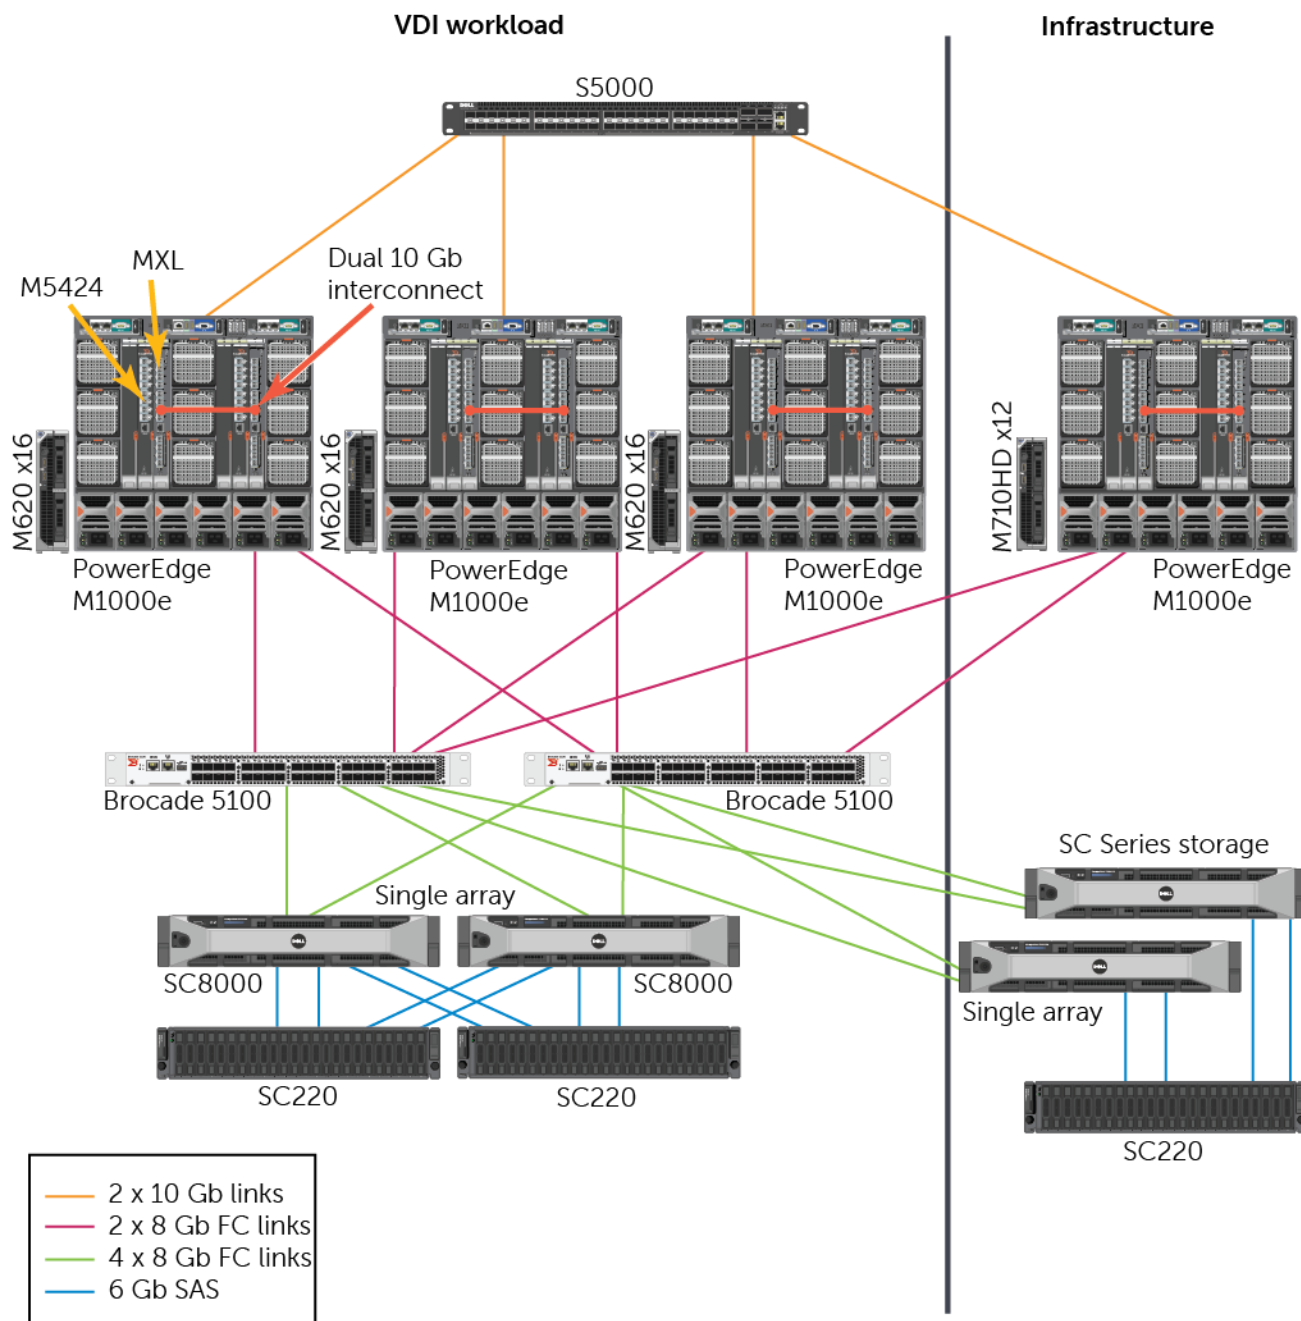 VDI workload
Infrastructure
S5000
MXL
M5424
Dual 10 Gb
interconnect
M620 x16
M620 x16
M620 x16
M710HD x12
PowerEdge
M1000e
PowerEdge
M1000e
PowerEdge
M1000e
PowerEdge
M1000e
Brocade 5100
Brocade 5100
SC Series storage
Single array
SC8000
SC8000
Single array
SC220
SC220
SC220
2 x 10 Gb links
2 x 8 Gb FC links
4 x 8 Gb FC links
6 Gb SAS